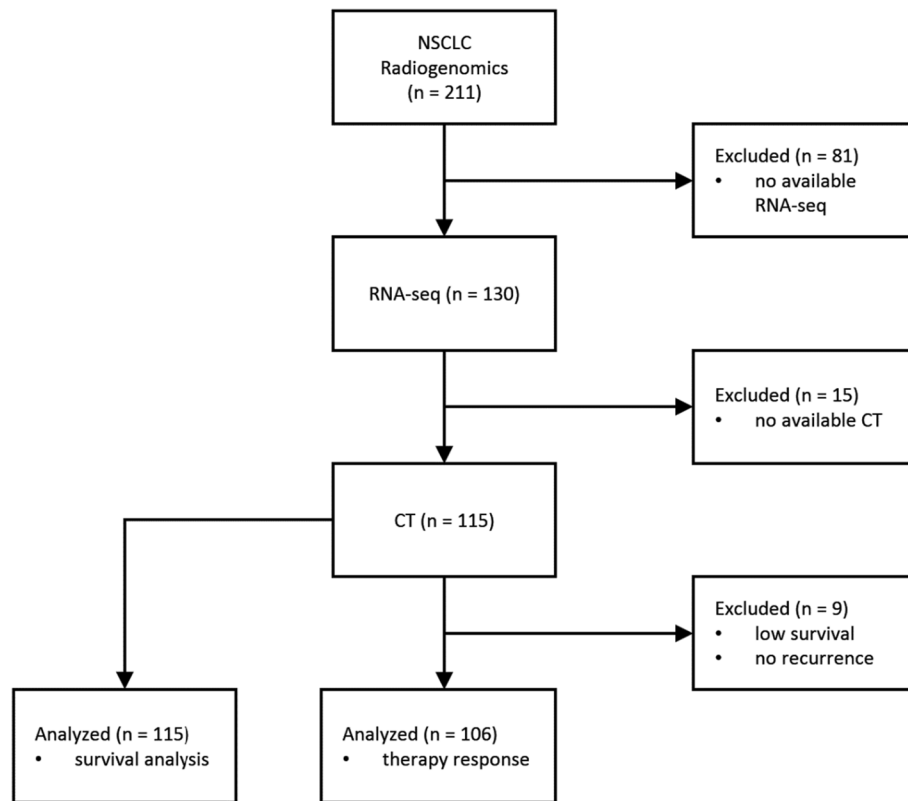 NSCLC
Radiogenomics
(n = 211)
Excluded (n = 81)
• no available
RNA-seq
RNA-seq (n = 130)
Excluded (n = 15)
• no available CT
CT (n = 115)
Excluded (n = 9)
• low survival
• no recurrence
Analyzed (n = 115)
• survival analysis
Analyzed (n = 106)
• therapy response